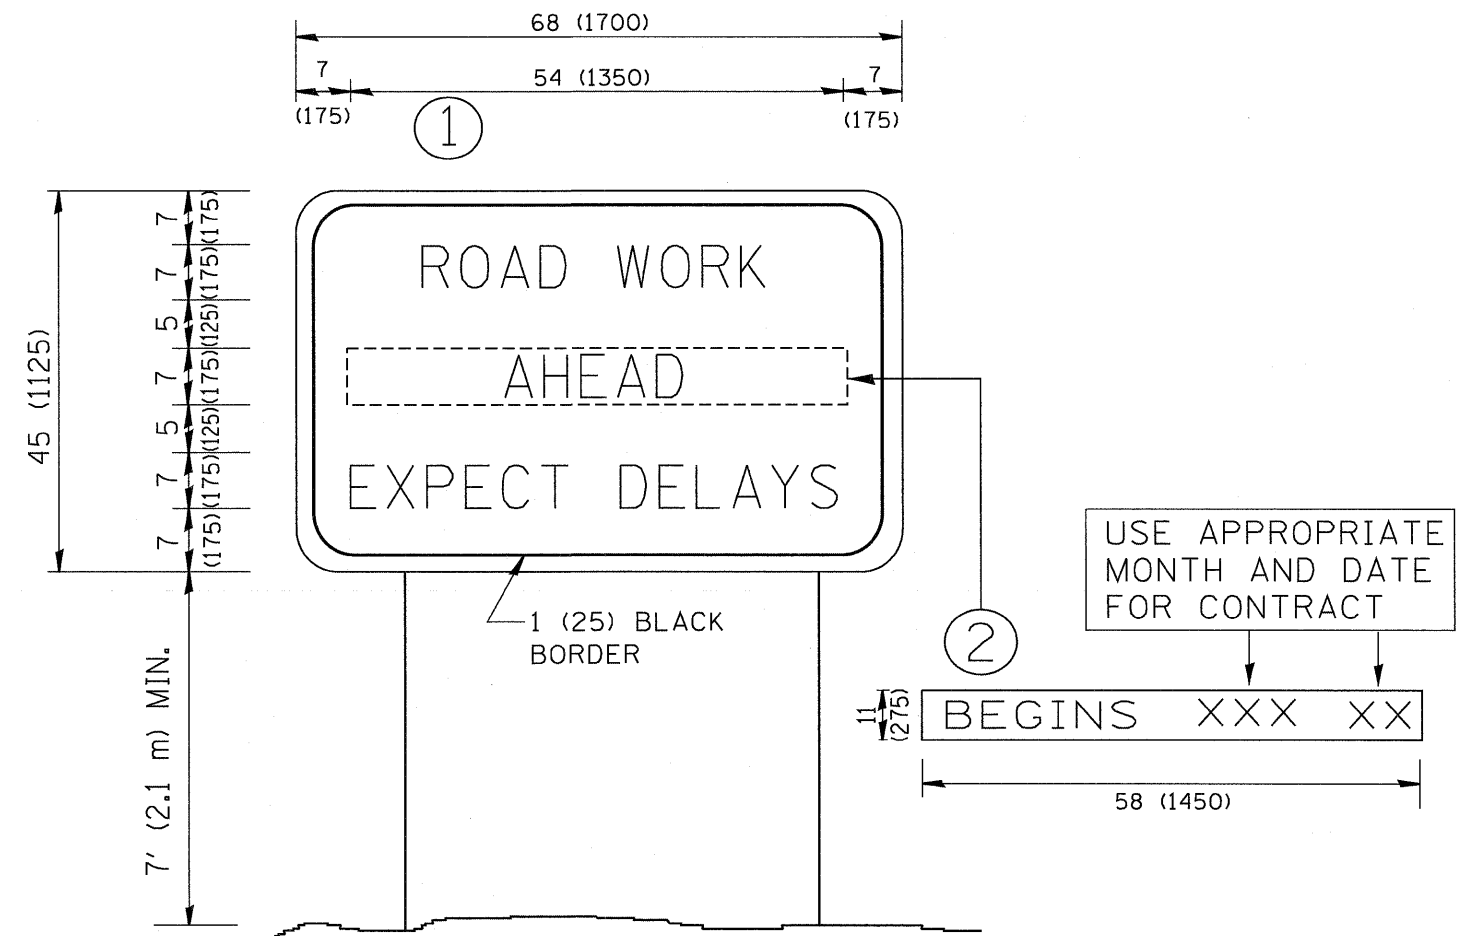 68 (1700)
7
54 (1350)
7
(175)
(175)
1
7
(175)
7
(175)
5
(125)
7
(175)
5
(125)
7
(175)
7
(175)
45 (1125)
ROAD WORK
AHEAD
EXPECT DELAYS
1 (25) BLACK
BORDER
7' (2.1 m) MIN.
2
USE APPROPRIATE
MONTH AND DATE
FOR CONTRACT
11
(275)
BEGINS XXX XX
58 (1450)